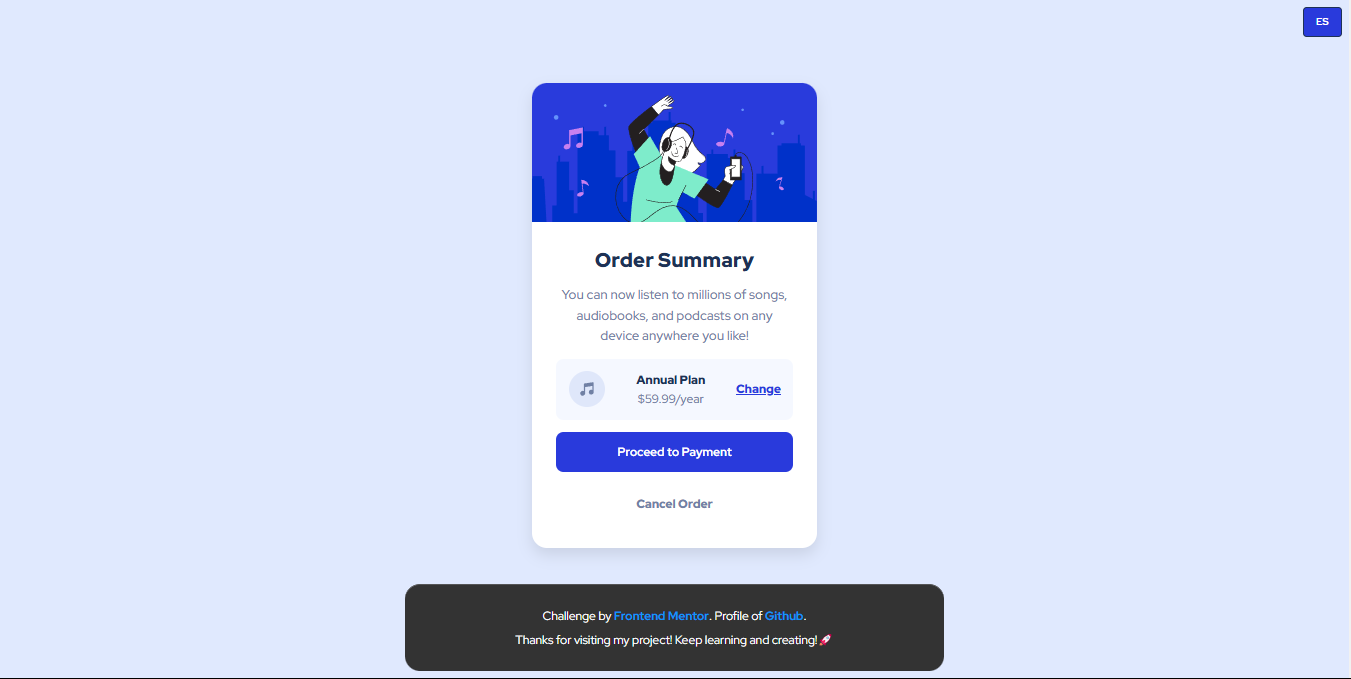 ES
Order Summary
You can now listen to millions of songs,
audiobooks, and podcasts on any
device anywhere you like!
Annual Plan
$59.99/year
Change
Proceed to Payment
Cancel Order
Challenge by Frontend Mentor. Profile of Github.
Thanks for visiting my project! Keep learning and creating!🚀